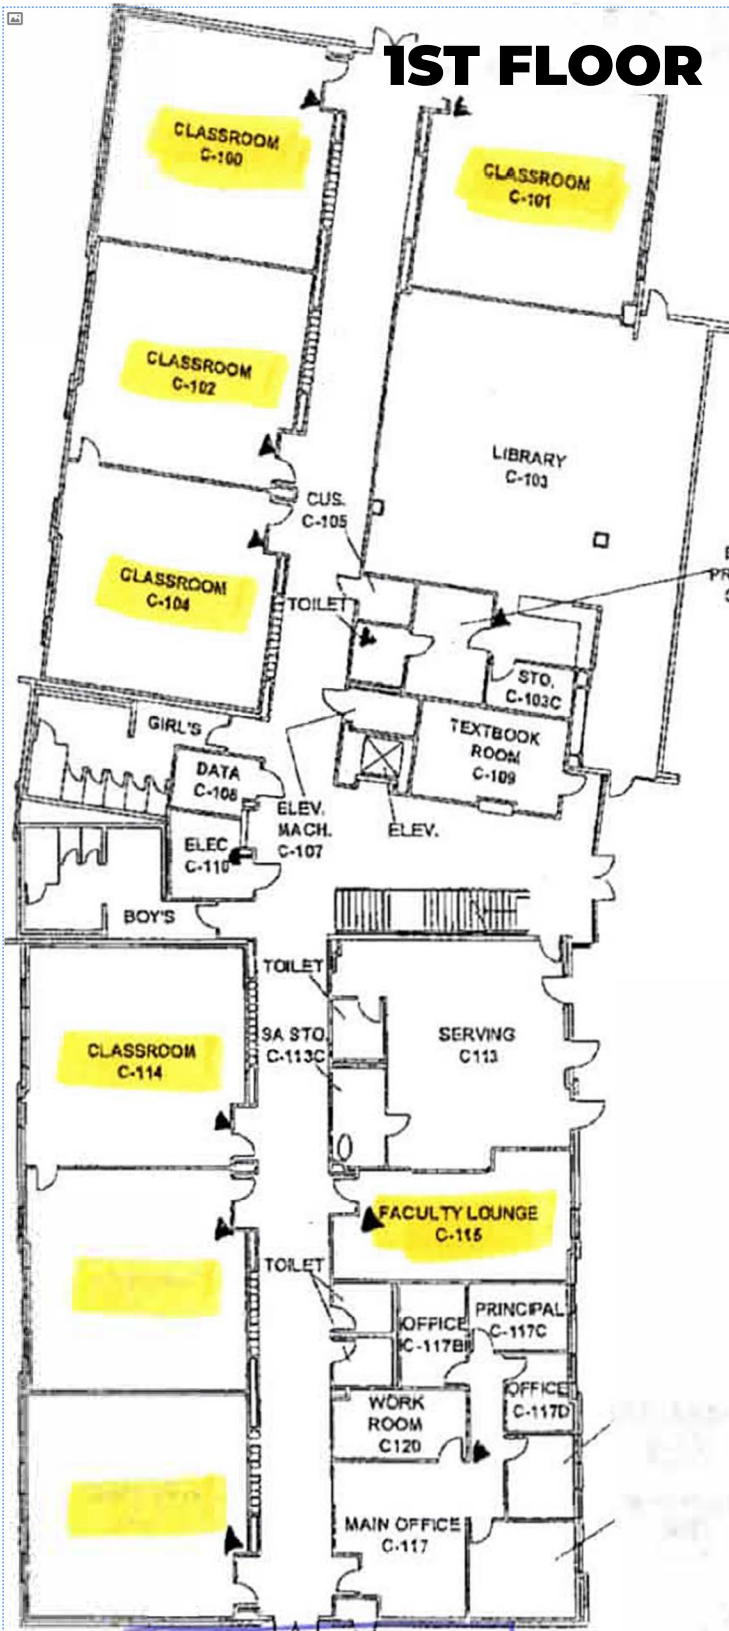 1ST FLOOR
CLASSROOM
C-100
CLASSROOM
C-101
CLASSROOM
C-102
LIBRARY
C-103
CUS.
C-105
CLASSROOM
C-104
TOILET
STO.
C-103C
GIRL'S
TEXTBOOK
ROOM
C-109
DATA
C-108
ELEV.
MACH.
C-107
ELEV.
ELEC
C-110
BOY'S
TOILET
SA STO.
C-113C
SERVING
C113
CLASSROOM
C-114
FACULTY LOUNGE
C-115
TOILET
OFFICE
C-117B
PRINCIPAL
C-117C
OFFICE
C-117D
WORK
ROOM
C120
MAIN OFFICE
C-117